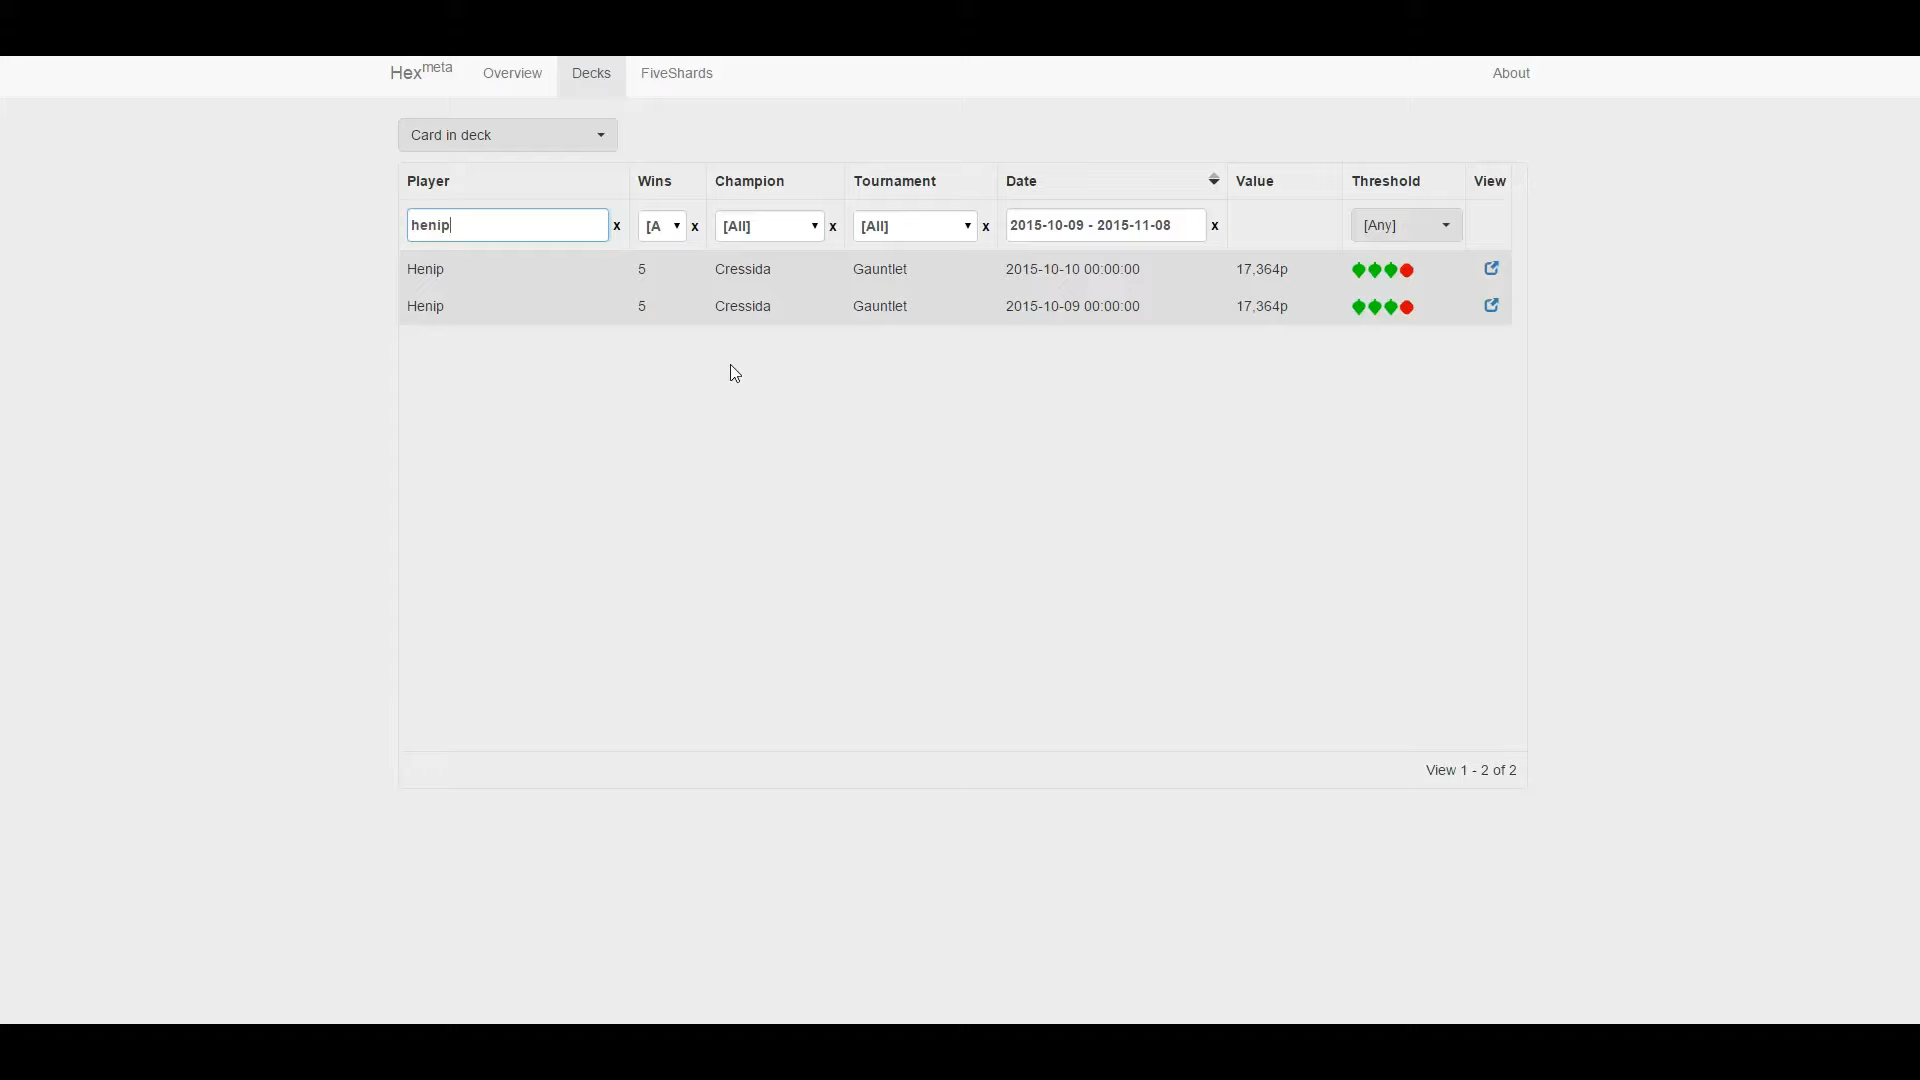 Hexmeta Overview Decks FiveShards About
Card in deck
Player Wins Champion Tournament Date Value Threshold View
henip x [A x [All] x [All] x 2015-10-09 - 2015-11-08 x [Any]
Henip 5 Cressida Gauntlet 2015-10-10 00:00:00 17,364p
Henip 5 Cressida Gauntlet 2015-10-09 00:00:00 17,364p
View 1 - 2 of 2